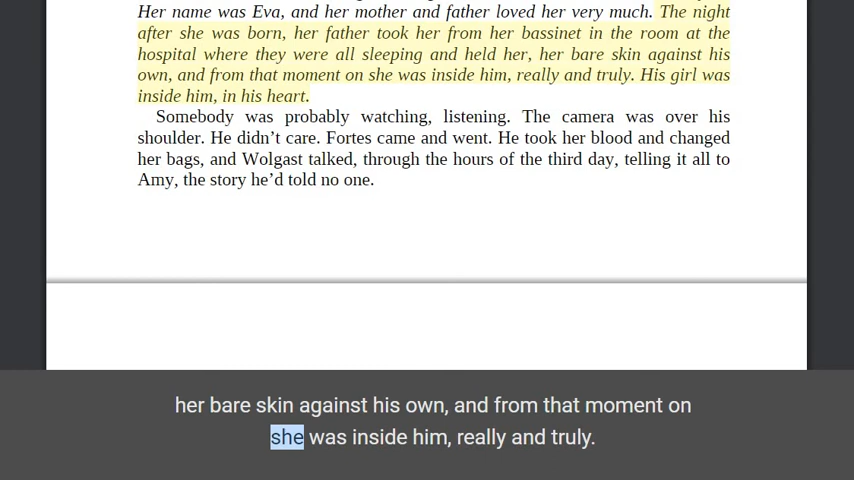 Her name was Eva, and her mother and father loved her very much. The night
after she was born, her father took her from her bassinet in the room at the
hospital where they were all sleeping and held her, her bare skin against his
own, and from that moment on she was inside him, really and truly. His girl was
inside him, in his heart.
Somebody was probably watching, listening. The camera was over his
shoulder. He didn’t care. Fortes came and went. He took her blood and changed
her bags, and Wolgast talked, through the hours of the third day, telling it all to
Amy, the story he’d told no one.
her bare skin against his own, and from that moment on
she was inside him, really and truly.